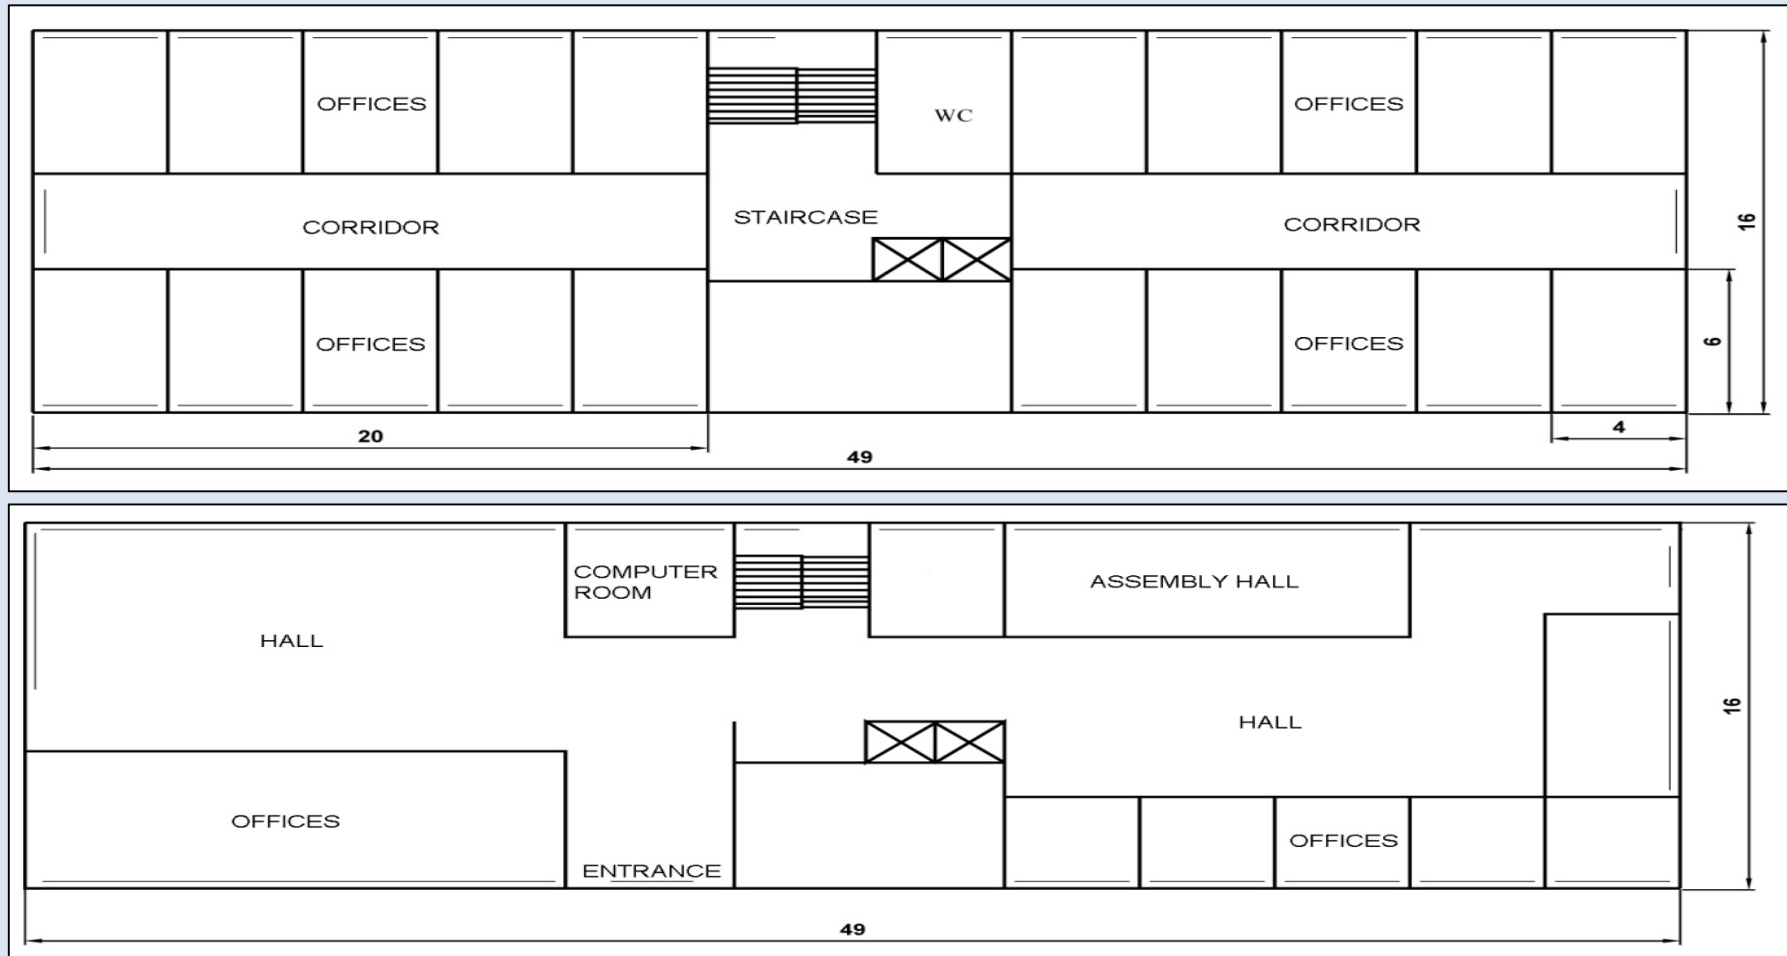 OFFICES
OFFICES
WC
STAIRCASE
CORRIDOR
CORRIDOR
16
OFFICES
OFFICES
6
20
4
49
COMPUTER
ROOM
ASSEMBLY HALL
HALL
HALL
16
OFFICES
OFFICES
ENTRANCE
49